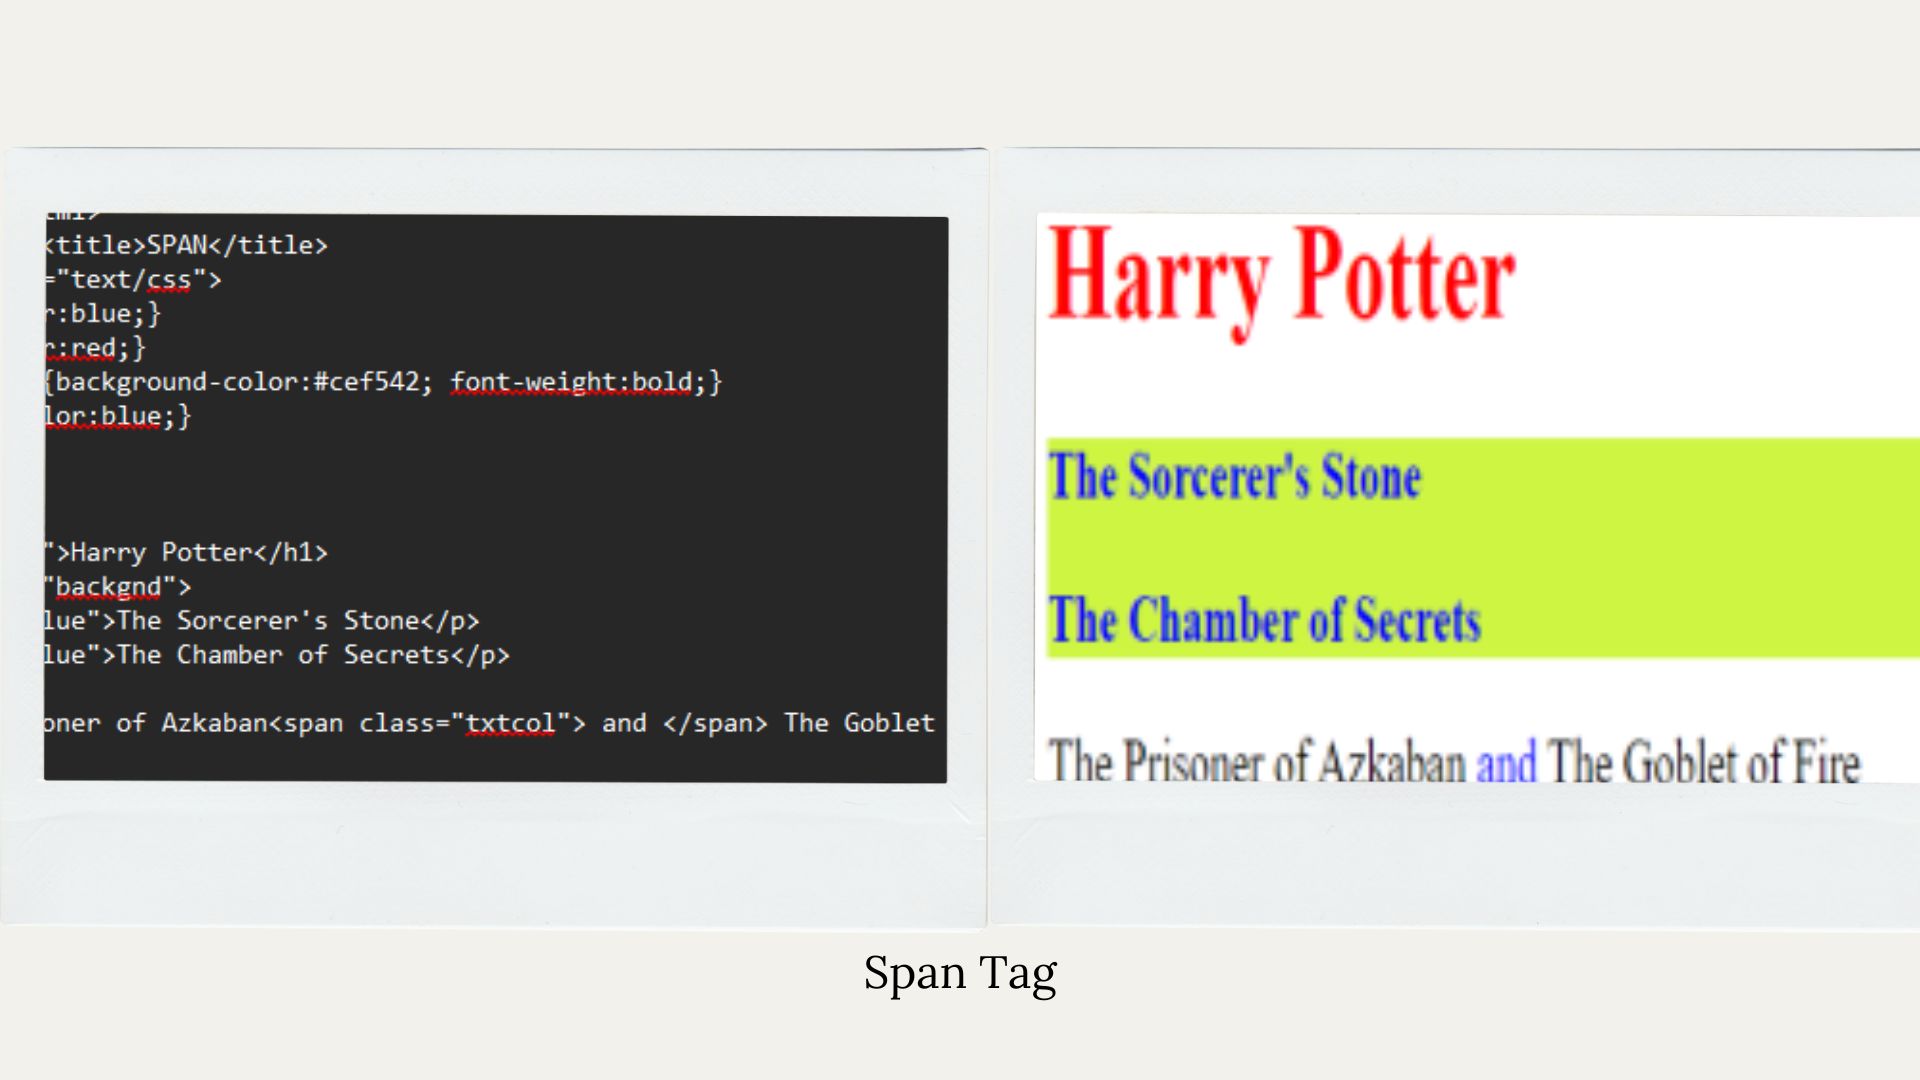 <title>SPAN</title>
="text/css">
r:blue;}
r:red;}
{background-color:#cef542; font-weight:bold;}
lor:blue;}
">Harry Potter</h1>
"backgnd">
lue">The Sorcerer's Stone</p>
lue">The Chamber of Secrets</p>
oner of Azkaban<span class="txtcol"> and </span> The Goblet
Harry Potter
The Sorcerer's Stone
The Chamber of Secrets
The Prisoner of Azkaban and The Goblet of Fire
Span Tag